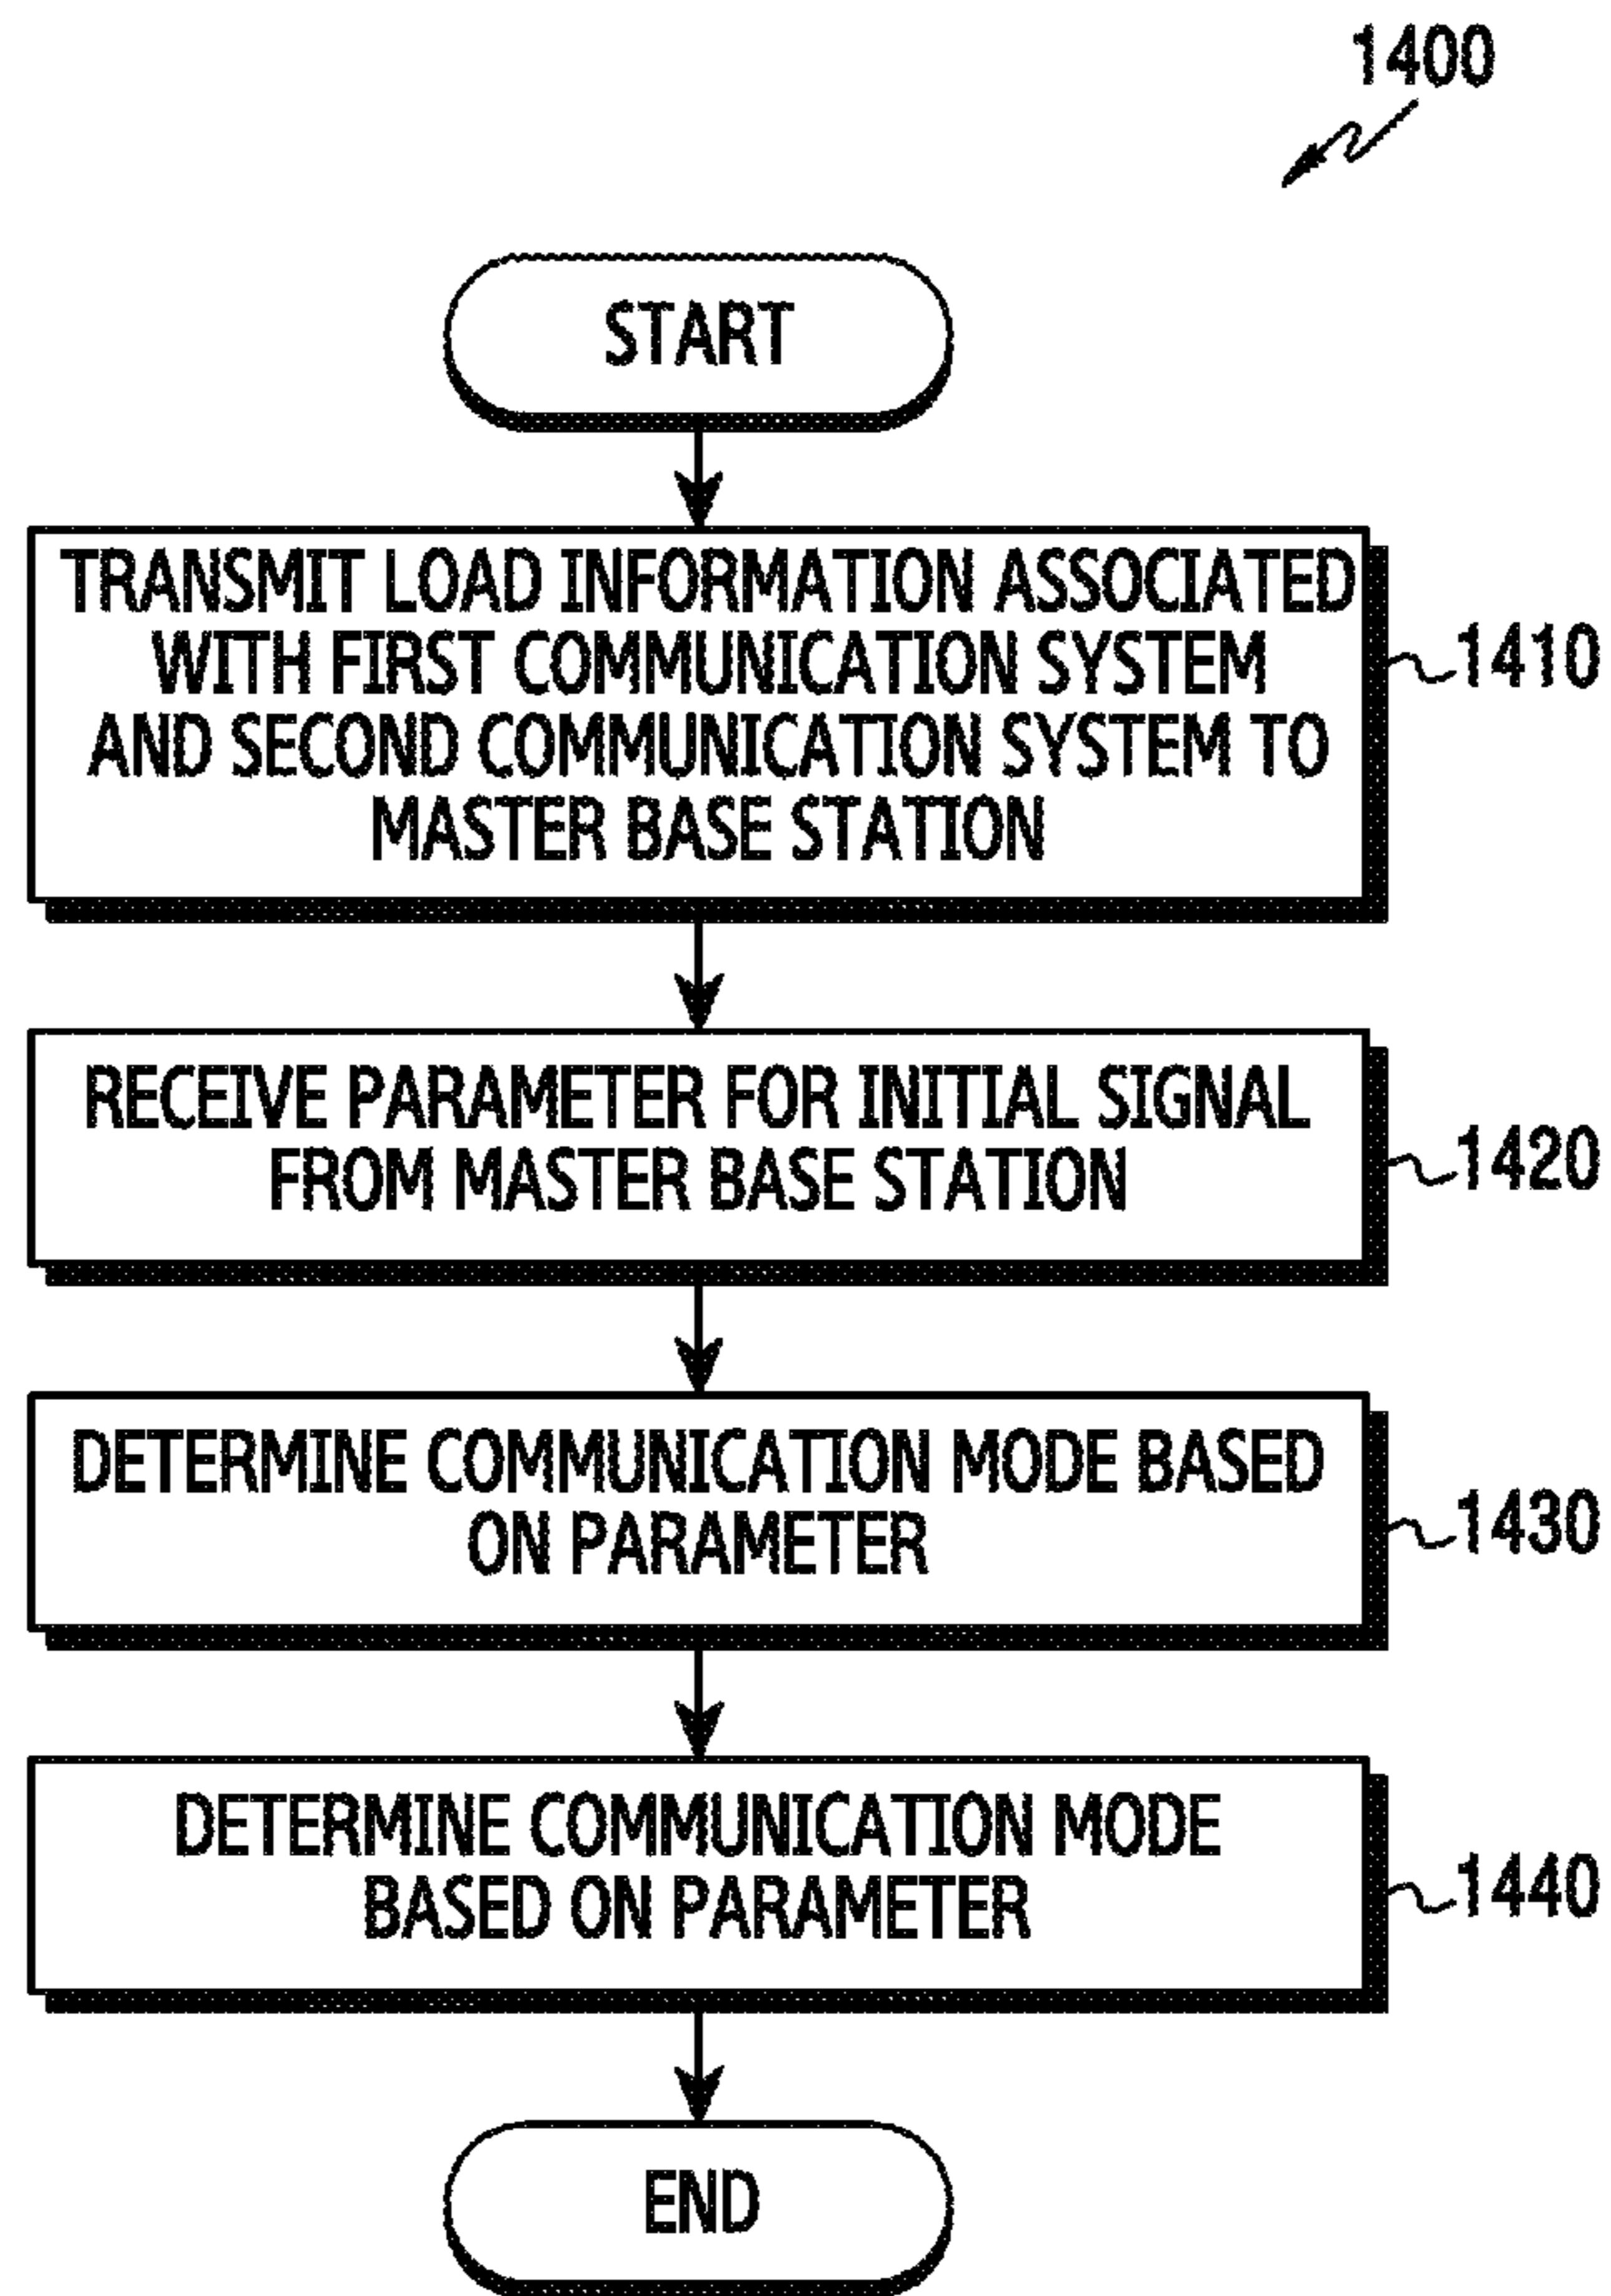 1400
START
TRANSMIT LOAD INFORMATION ASSOCIATED
WITH FIRST COMMUNICATION SYSTEM
AND SECOND COMMUNICATION SYSTEM TO
MASTER BASE STATION
1410
RECEIVE PARAMETER FOR INITIAL SIGNAL
FROM MASTER BASE STATION
1420
DETERMINE COMMUNICATION MODE BASED
ON PARAMETER
1430
DETERMINE COMMUNICATION MODE
BASED ON PARAMETER
1440
END